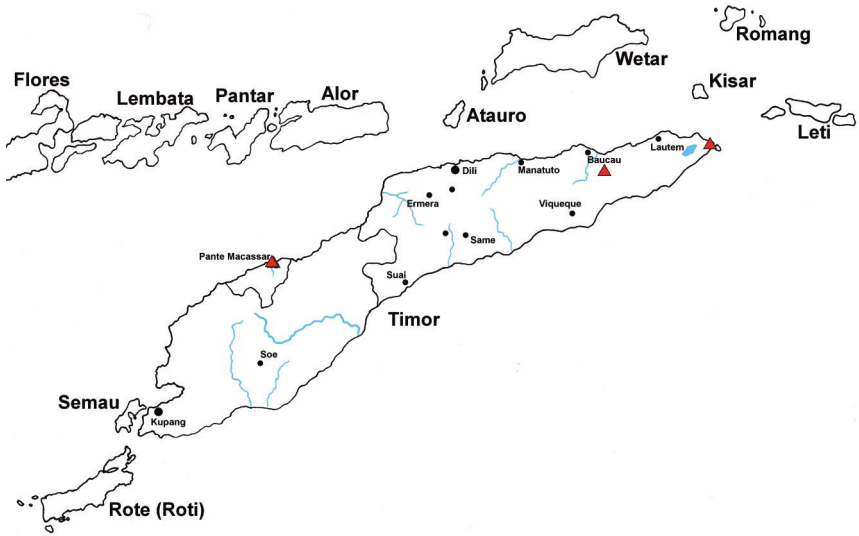 Romang
Wetar
Flores
Kisar
Lembata
Pantar
Alor
Atauro
Leti
Lautem
Baucau
Dili
Manatuto
Ermera
Viqueque
Same
Pante Macassar
Suai
Timor
Soe
Semau
Kupang
Rote (Roti)